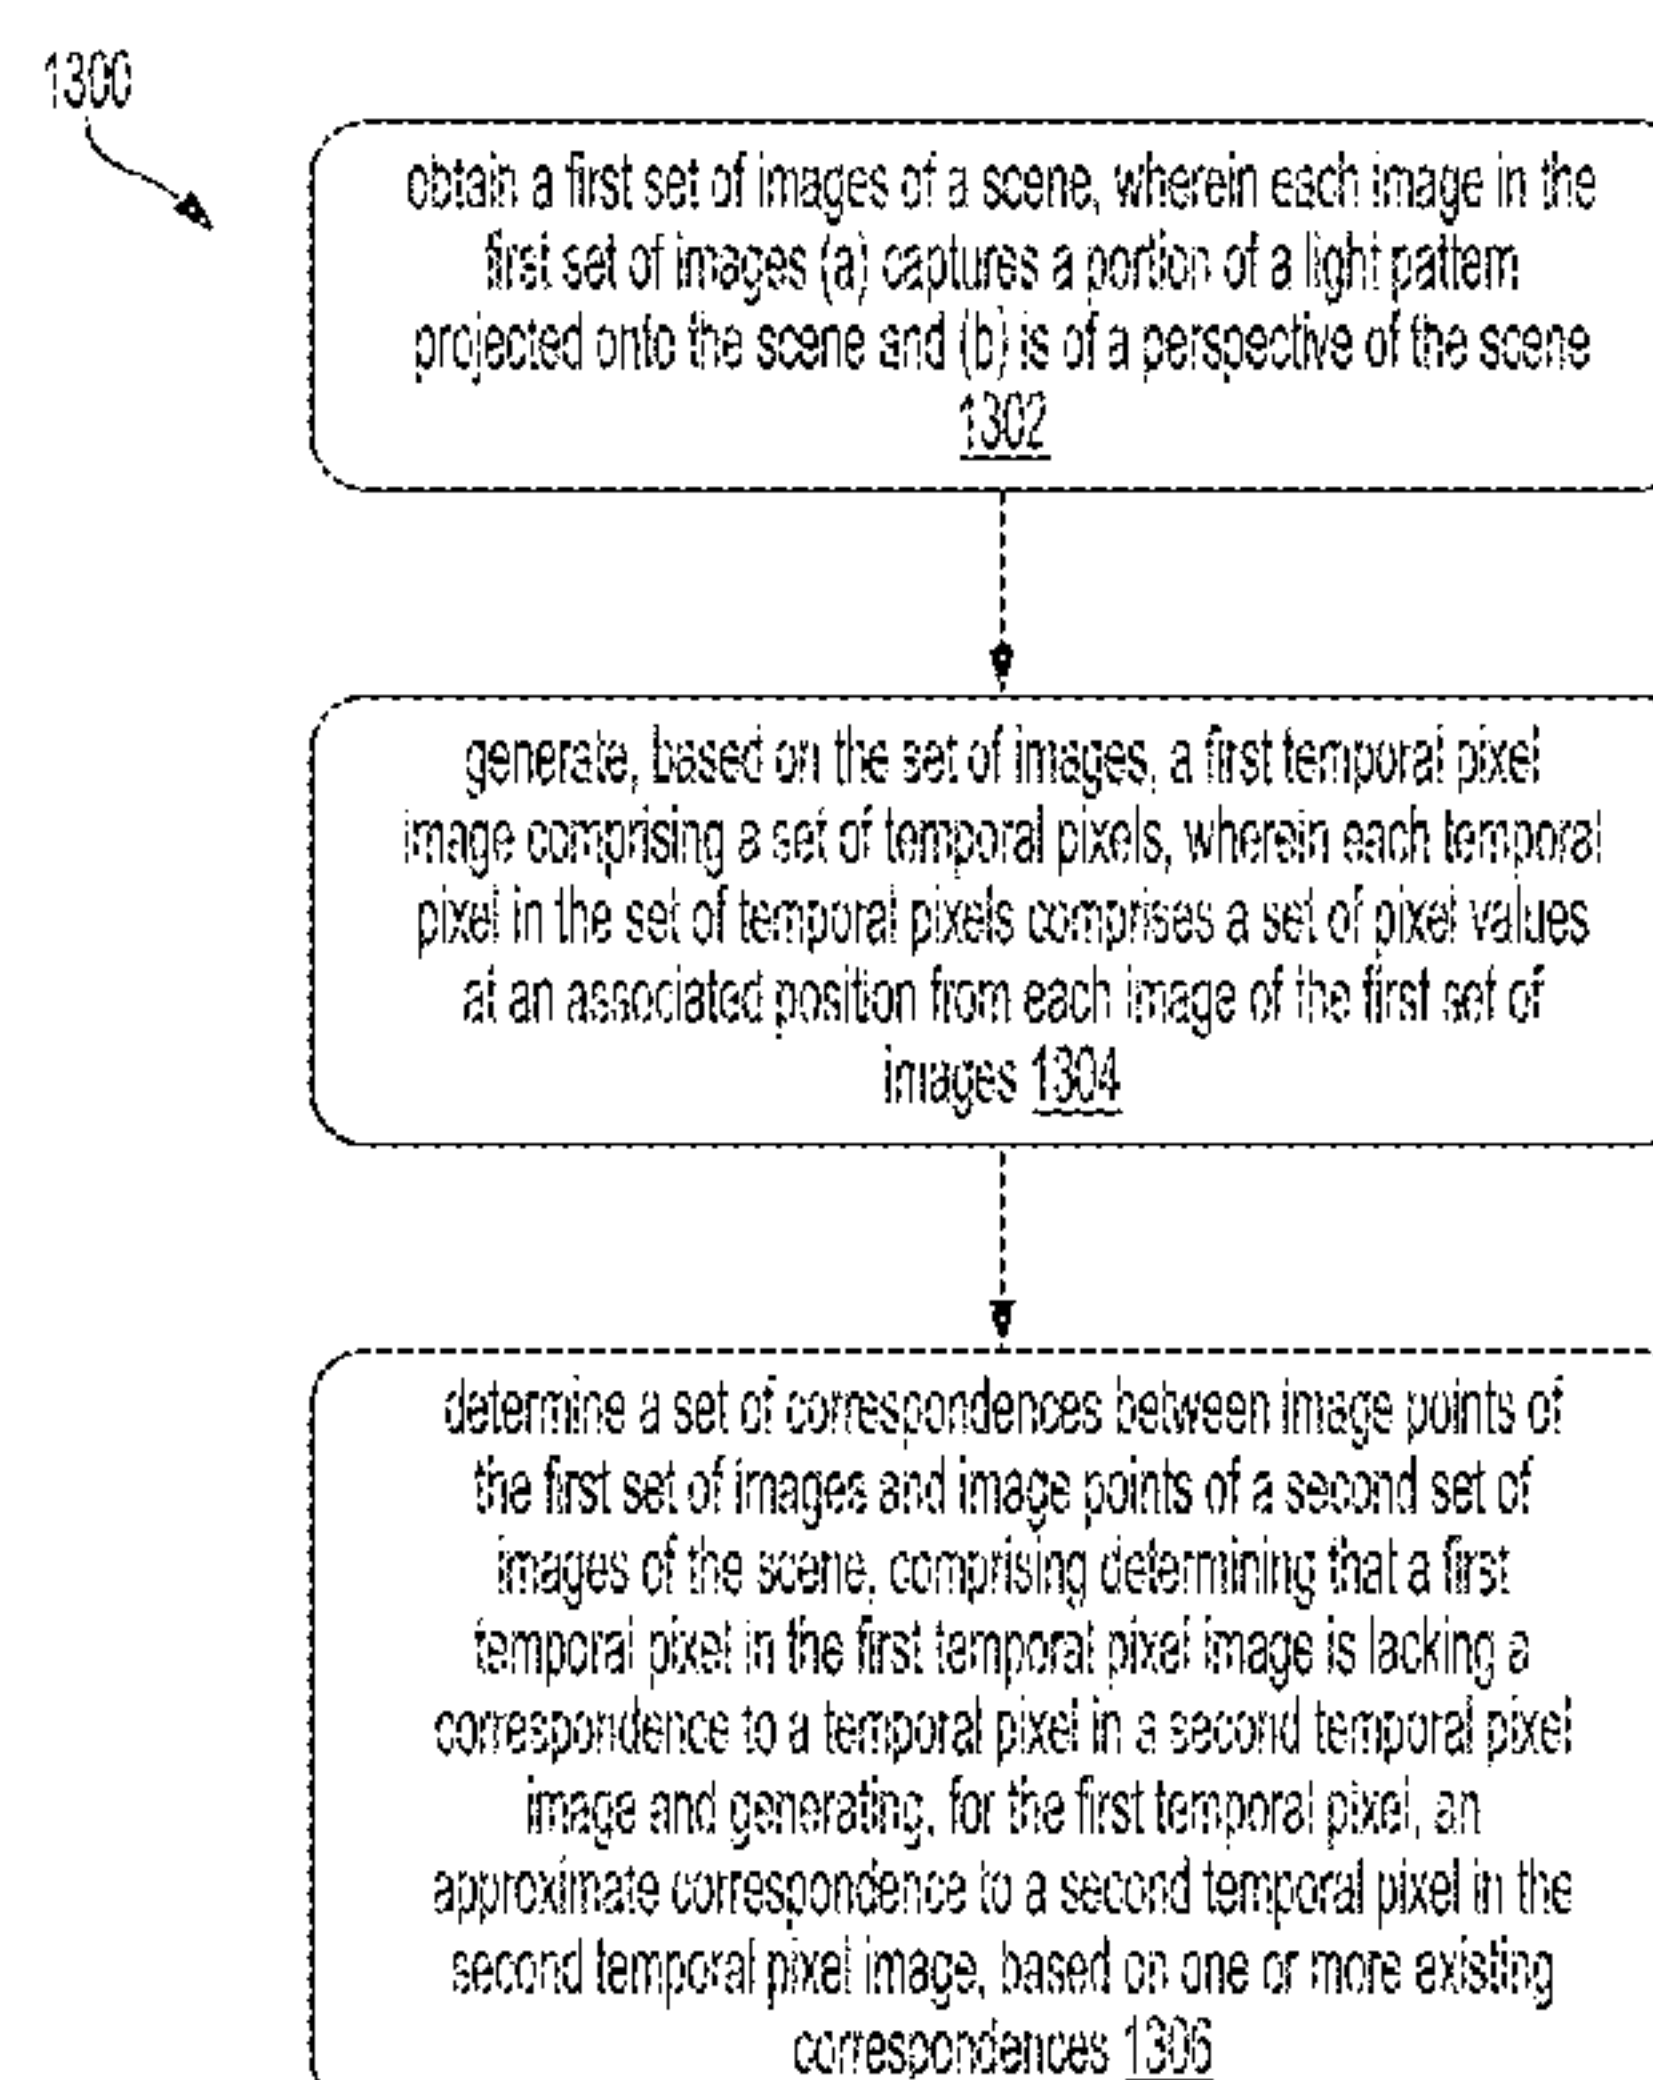 1300
obtain a first set of images of a scene, wherein each image in the
first set of images (a) captures a portion of a light pattern
projected onto the scene and (b) is of a perspective of the scene
1302
generate, based on the set of images, a first temporal pixel
image comprising a set of temporal pixels, wherein each temporal
pixel in the set of temporal pixels comprises a set of pixel values
at an associated position from each image of the first set of
images 1304
determine a set of correspondences between image points of
the first set of images and image points of a second set of
images of the scene, comprising determining that a first
temporal pixel in the first temporal pixel image is lacking a
correspondence to a temporal pixel in a second temporal pixel
image and generating, for the first temporal pixel, an
approximate correspondence to a second temporal pixel in the
second temporal pixel image, based on one or more existing
correspondences 1306